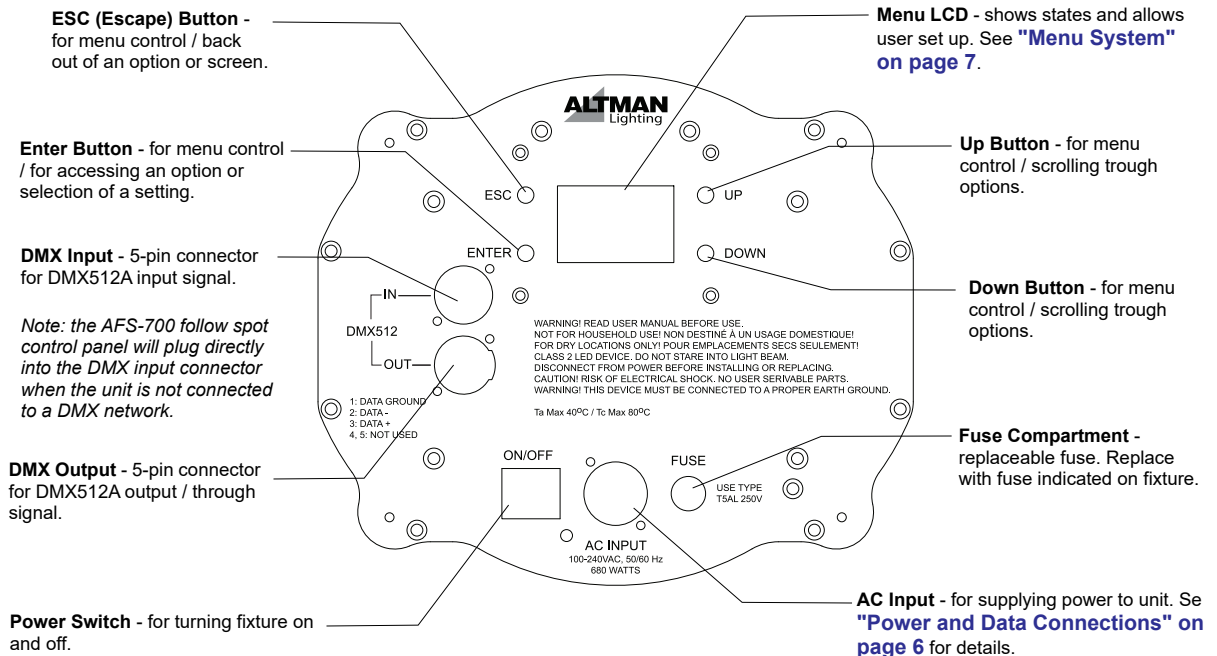 ESC (Escape) Button -
for menu control / back
out of an option or screen.
Menu LCD - shows states and allows
user set up. See "Menu System"
on page 7.
ALTMAN
Lighting
Enter Button - for menu control
/ for accessing an option or
selection of a setting.
Up Button - for menu
control / scrolling trough
options.
ESC
UP
ENTER
DOWN
DMX Input - 5-pin connector
for DMX512A input signal.
Down Button - for menu
control / scrolling trough
options.
Note: the AFS-700 follow spot
control panel will plug directly
into the DMX input connector
when the unit is not connected
to a DMX network.
IN
DMX512
OUT
WARNING! READ USER MANUAL BEFORE USE.
NOT FOR HOUSEHOLD USE! NON DESTINÉ À UN USAGE DOMESTIQUE!
FOR DRY LOCATIONS ONLY! POUR EMPLACEMENTS SECS SEULEMENT!
CLASS 2 LED DEVICE. DO NOT STARE INTO LIGHT BEAM.
DISCONNECT FROM POWER BEFORE INSTALLING OR REPLACING.
CAUTION! RISK OF ELECTRICAL SHOCK. NO USER SERIVABLE PARTS.
WARNING! THIS DEVICE MUST BE CONNECTED TO A PROPER EARTH GROUND.
Ta Max 40ºC / Tc Max 80ºC
1: DATA GROUND
2: DATA -
3: DATA +
4, 5: NOT USED
DMX Output - 5-pin connector
for DMX512A output / through
signal.
Fuse Compartment -
replaceable fuse. Replace
with fuse indicated on fixture.
ON/OFF
FUSE
USE TYPE
T5AL 250V
AC INPUT
100-240VAC, 50/60 Hz
680 WATTS
Power Switch - for turning fixture on
and off.
AC Input - for supplying power to unit. Se
"Power and Data Connections" on
page 6 for details.